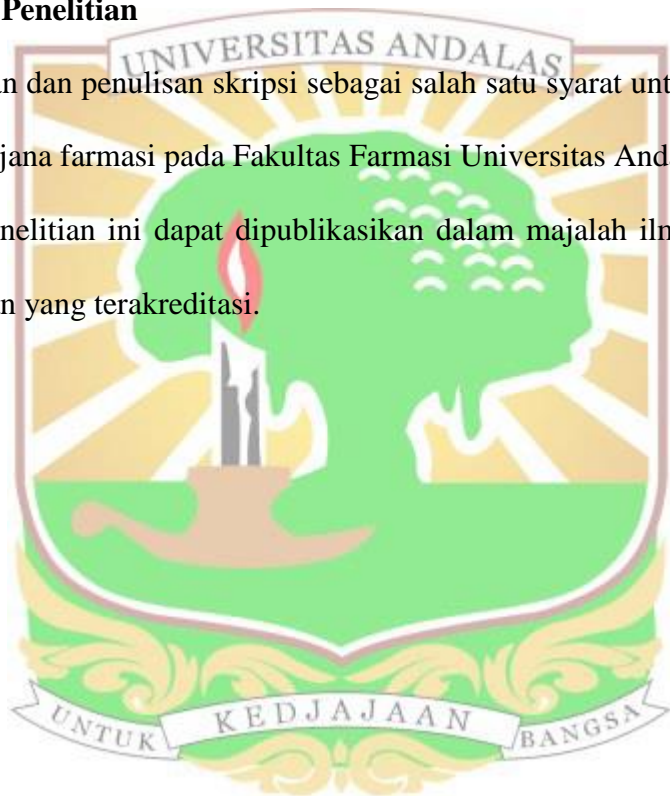 Penelitian
UNIVERSITAS ANDALAS
an dan penulisan skripsi sebagai salah satu syarat unt
jana farmasi pada Fakultas Farmasi Universitas And
nelitian ini dapat dipublikasikan dalam majalah iln
n yang terakreditasi.
UNTUK KEDJAJAAN BANGSA